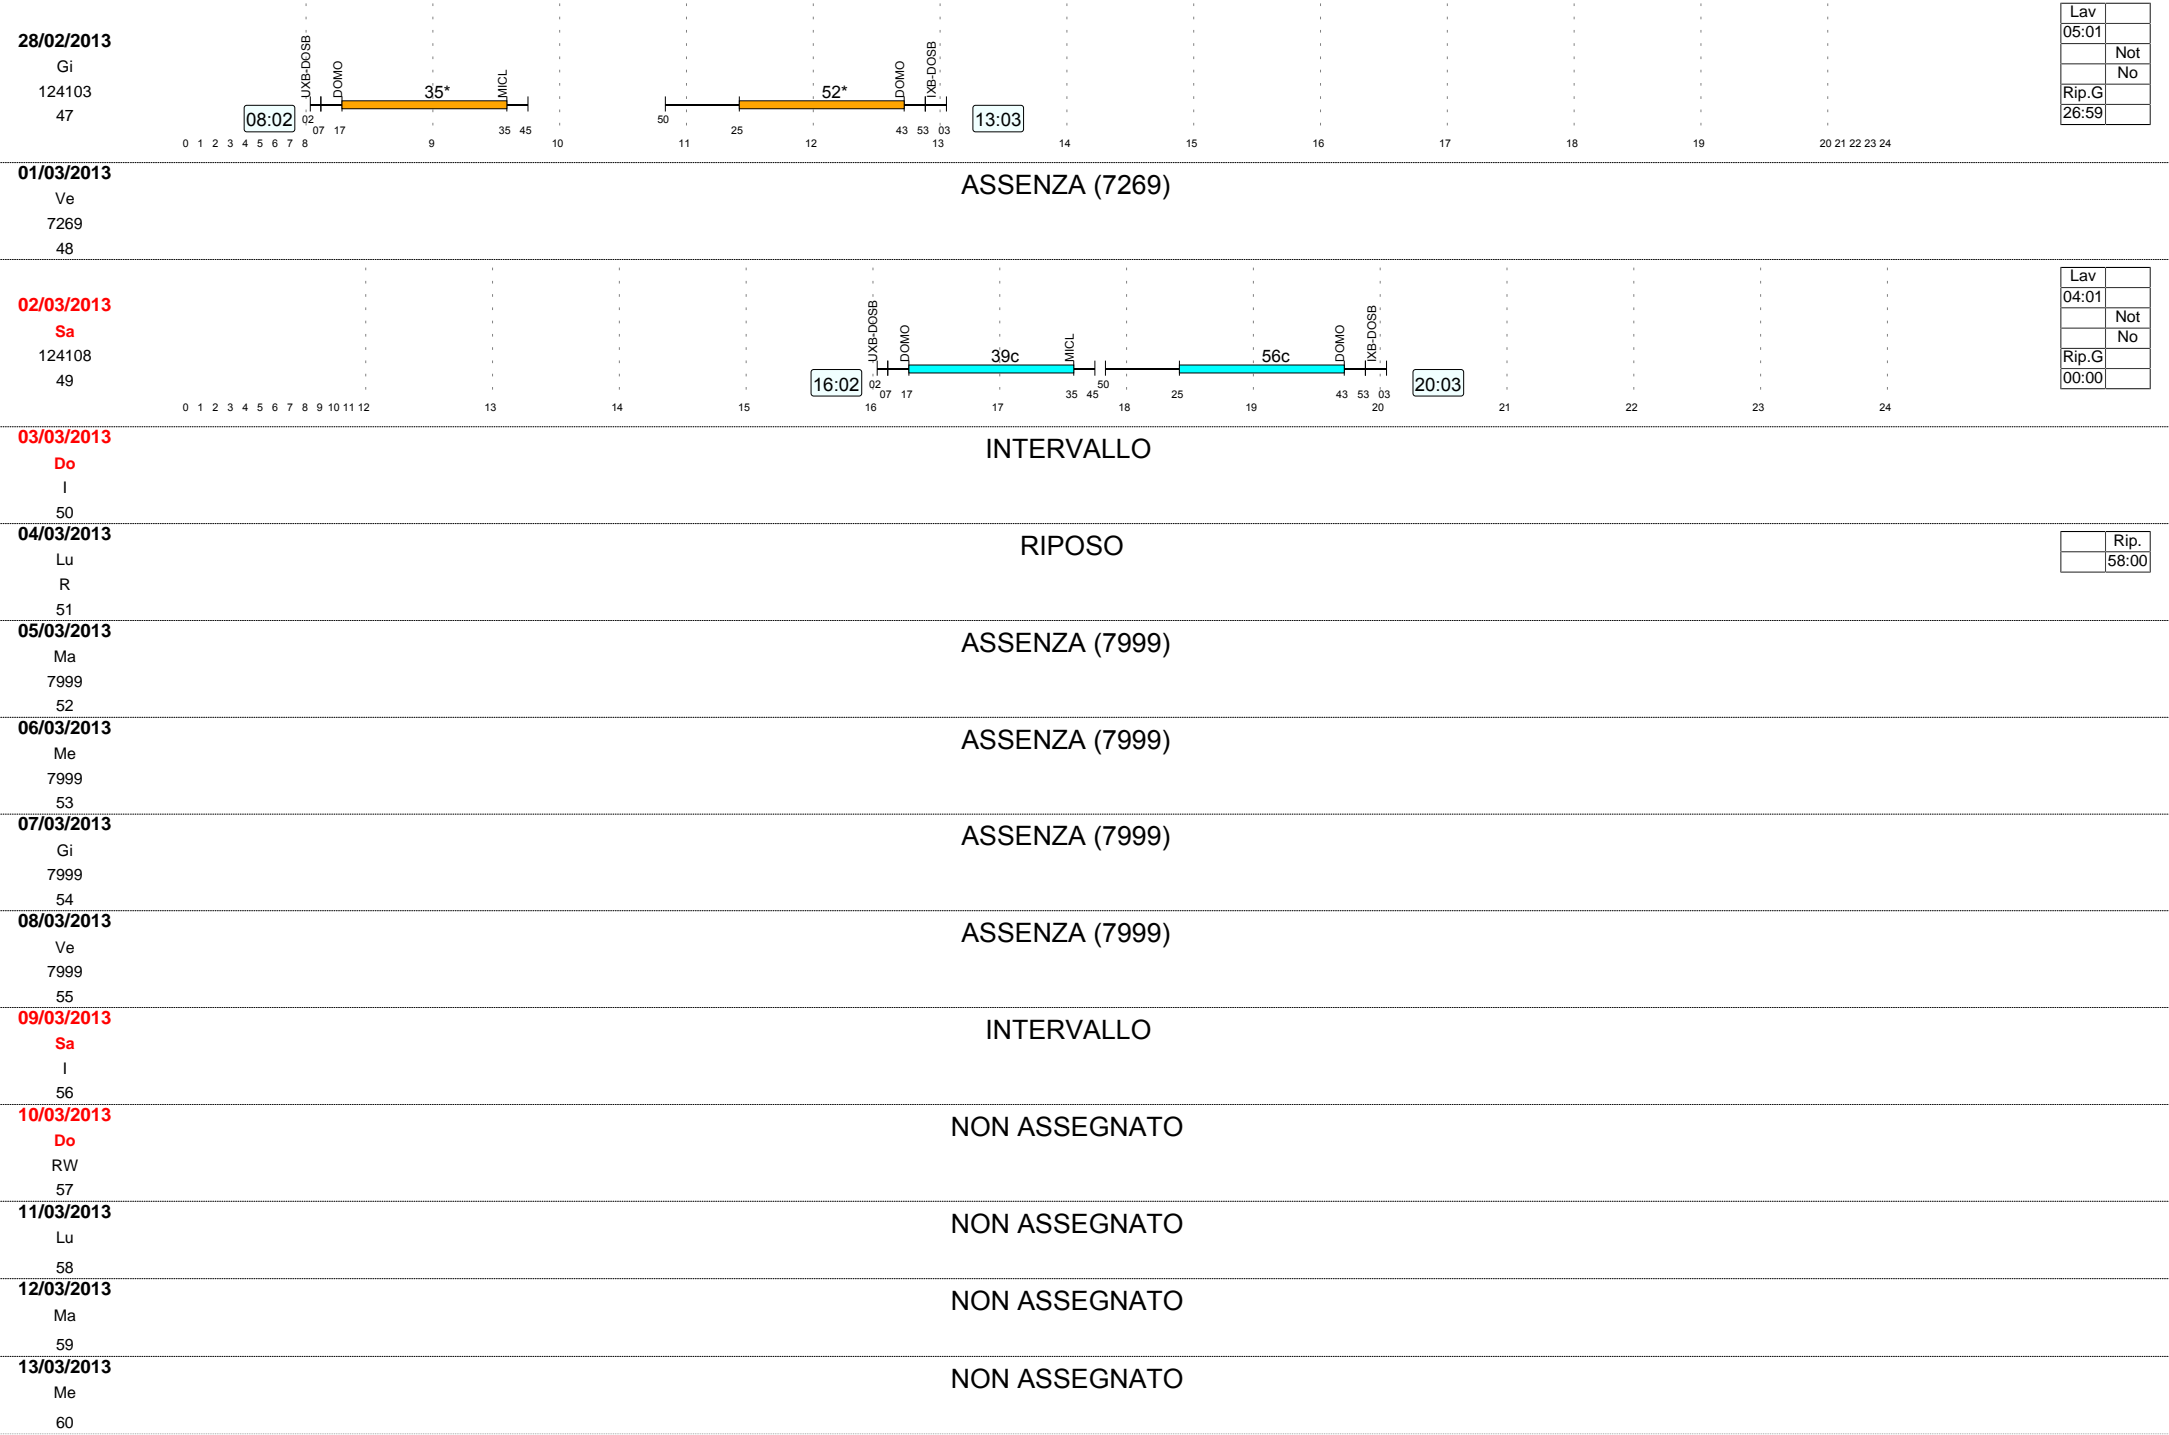 28/02/2013
Gi
124103
47
08:02
UXB-DOSB
DOMO
35*
MICL
52*
DOMO
IXB-DOSB
13:03
02 07 17 35 45 50 25 43 53 03
0 1 2 3 4 5 6 7 8 9 10 11 12 13 14 15 16 17 18 19 20 21 22 23 24
Lav
05:01
Not
No
Rip.G
26:59
01/03/2013
Ve
7269
48
ASSENZA (7269)
02/03/2013
Sa
124108
49
16:02
UXB-DOSB
DOMO
39c
MICL
56c
DOMO
IXB-DOSB
20:03
02 07 17 35 45 50 25 43 53 03
0 1 2 3 4 5 6 7 8 9 10 11 12 13 14 15 16 17 18 19 20 21 22 23 24
Lav
04:01
Not
No
Rip.G
00:00
03/03/2013
Do
I
50
INTERVALLO
04/03/2013
Lu
R
51
RIPOSO
Rip.
58:00
05/03/2013
Ma
7999
52
ASSENZA (7999)
06/03/2013
Me
7999
53
ASSENZA (7999)
07/03/2013
Gi
7999
54
ASSENZA (7999)
08/03/2013
Ve
7999
55
ASSENZA (7999)
09/03/2013
Sa
I
56
INTERVALLO
10/03/2013
Do
RW
57
NON ASSEGNATO
11/03/2013
Lu
58
NON ASSEGNATO
12/03/2013
Ma
59
NON ASSEGNATO
13/03/2013
Me
60
NON ASSEGNATO